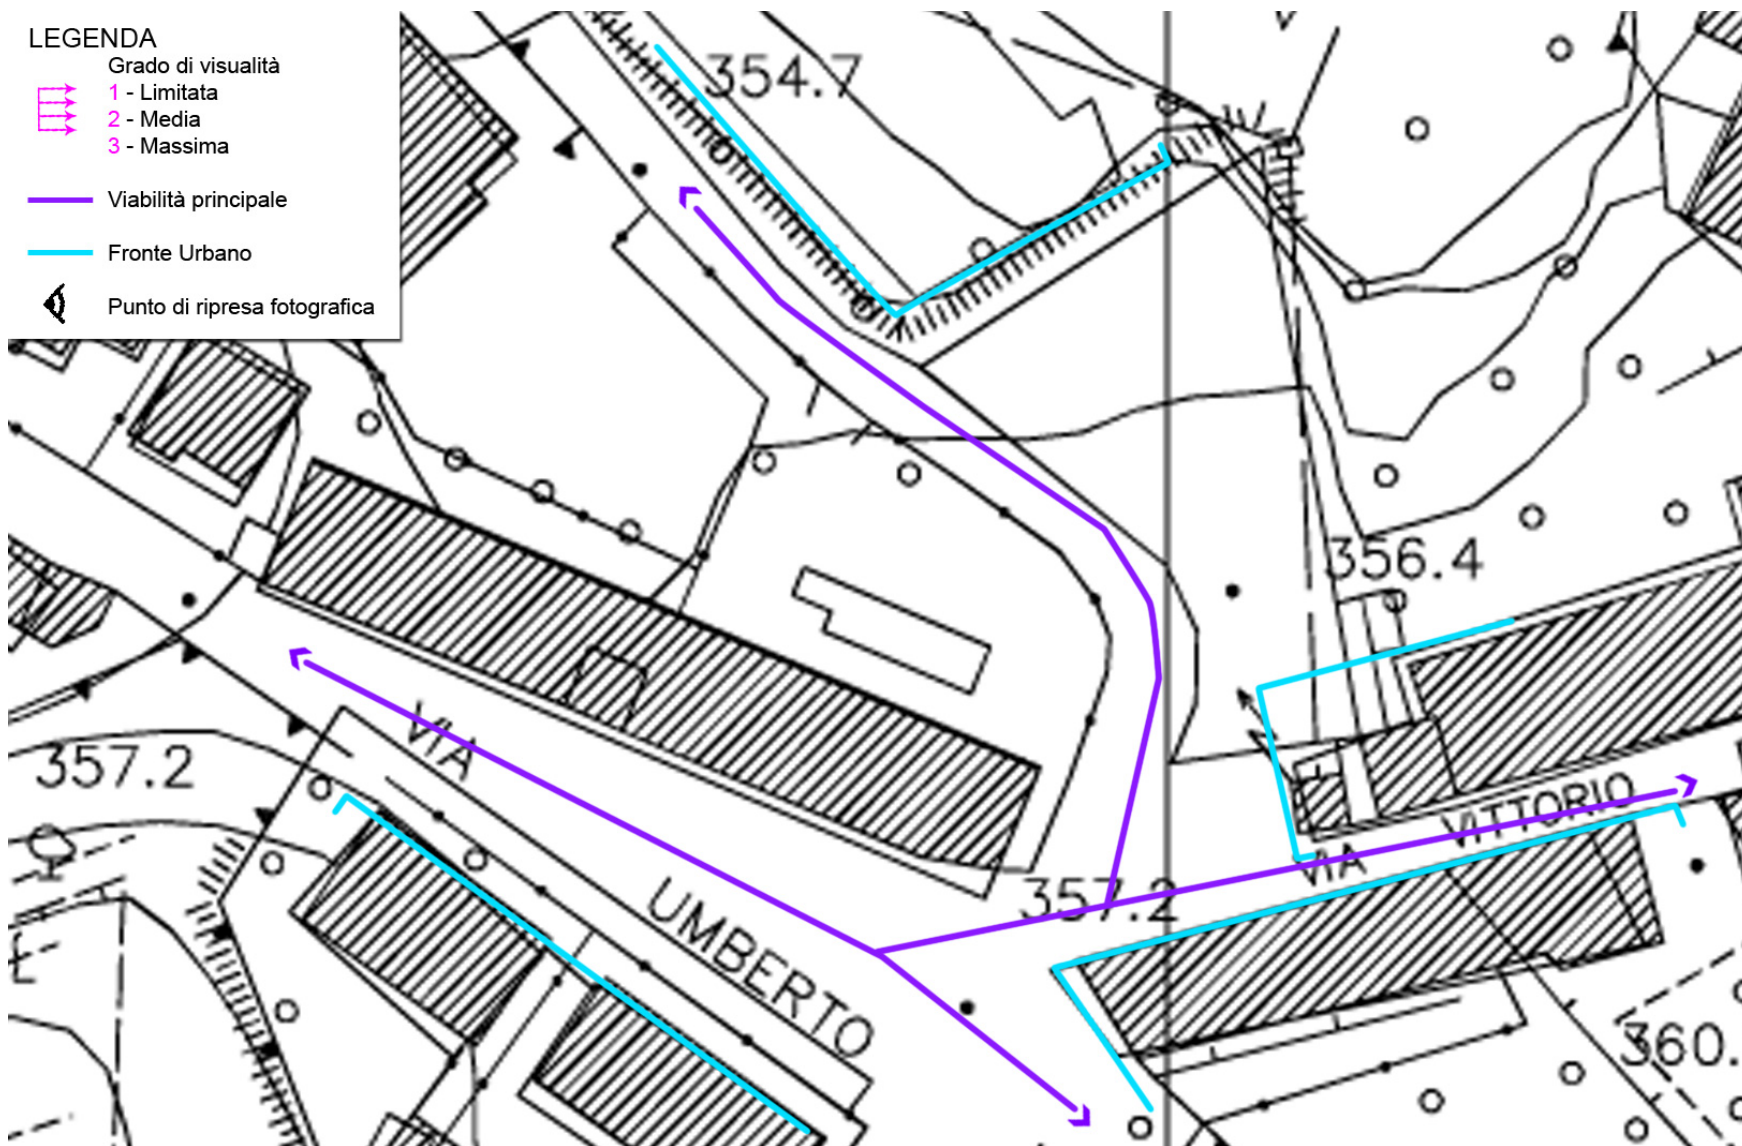 LEGENDA
Grado di visualità
1 - Limitata
2 - Media
3 - Massima
Viabilità principale
Fronte Urbano
Punto di ripresa fotografica
354.7
356.4
357.2
VIA
UMBERTO
357.2
VIA
VITTORIO
360.